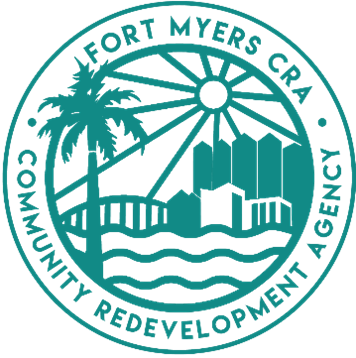 FORT MYERS CRA
COMMUNITY REDEVELOPMENT AGENCY